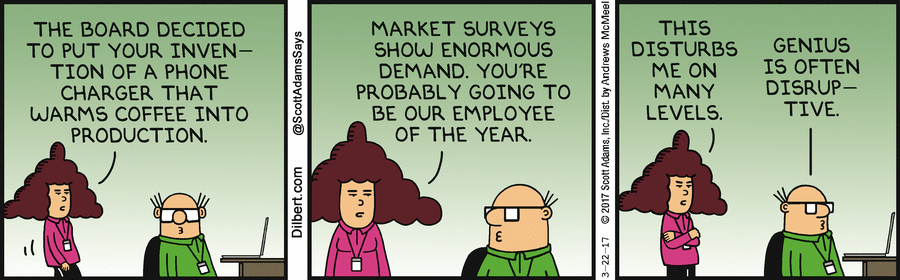 THE BOARD DECIDED
TO PUT YOUR INVEN-
TION OF A PHONE
CHARGER THAT
WARMS COFFEE INTO
PRODUCTION.
Dilbert.com @ScottAdamsSays
MARKET SURVEYS
SHOW ENORMOUS
DEMAND. YOU'RE
PROBABLY GOING TO
BE OUR EMPLOYEE
OF THE YEAR.
3-22-17 © 2017 Scott Adams, Inc./Dist. by Andrews McMeel
THIS
DISTURBS
ME ON
MANY
LEVELS.
GENIUS
IS OFTEN
DISRUP-
TIVE.